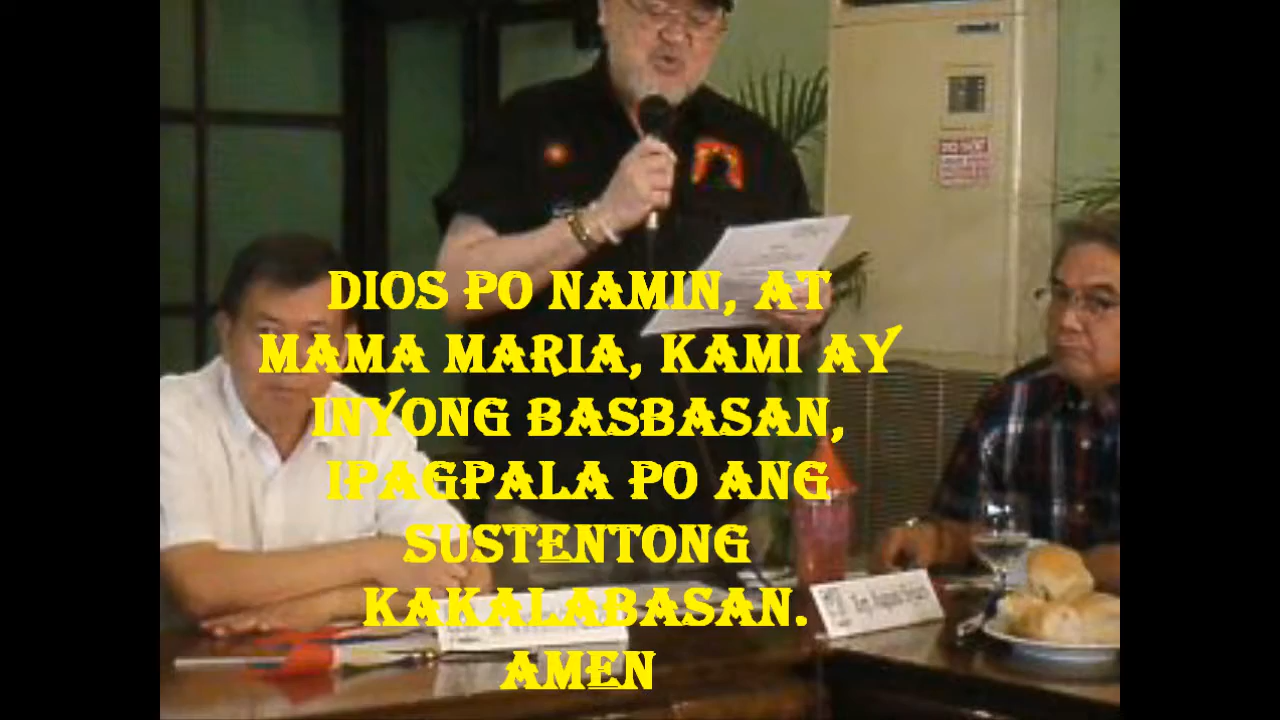 DIOS PO NAMIN, AT
MAMA MARIA, KAMI AY
INYONG BASBASAN,
IPAGPALA PO ANG
SUSTENTONG
KAKALABASAN.
AMEN